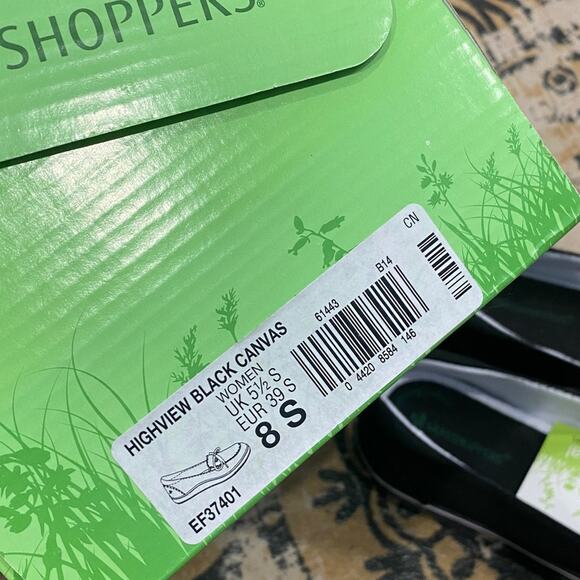 SHOPPERS®
CN
B14
61443
HIGHVIEW BLACK CANVAS
WOMEN
UK 5½ S
EUR 39 S
8 S
0 4420 8584 146
EF37401